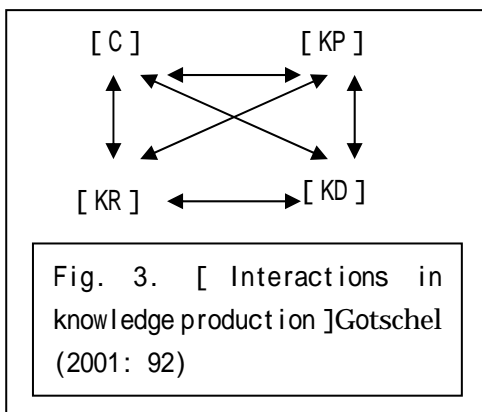 [ C ] [ KP ]
[ KR ] [ KD ]
Fig. 3. [ Interactions in
knowledge production ]Gotschel
(2001: 92)